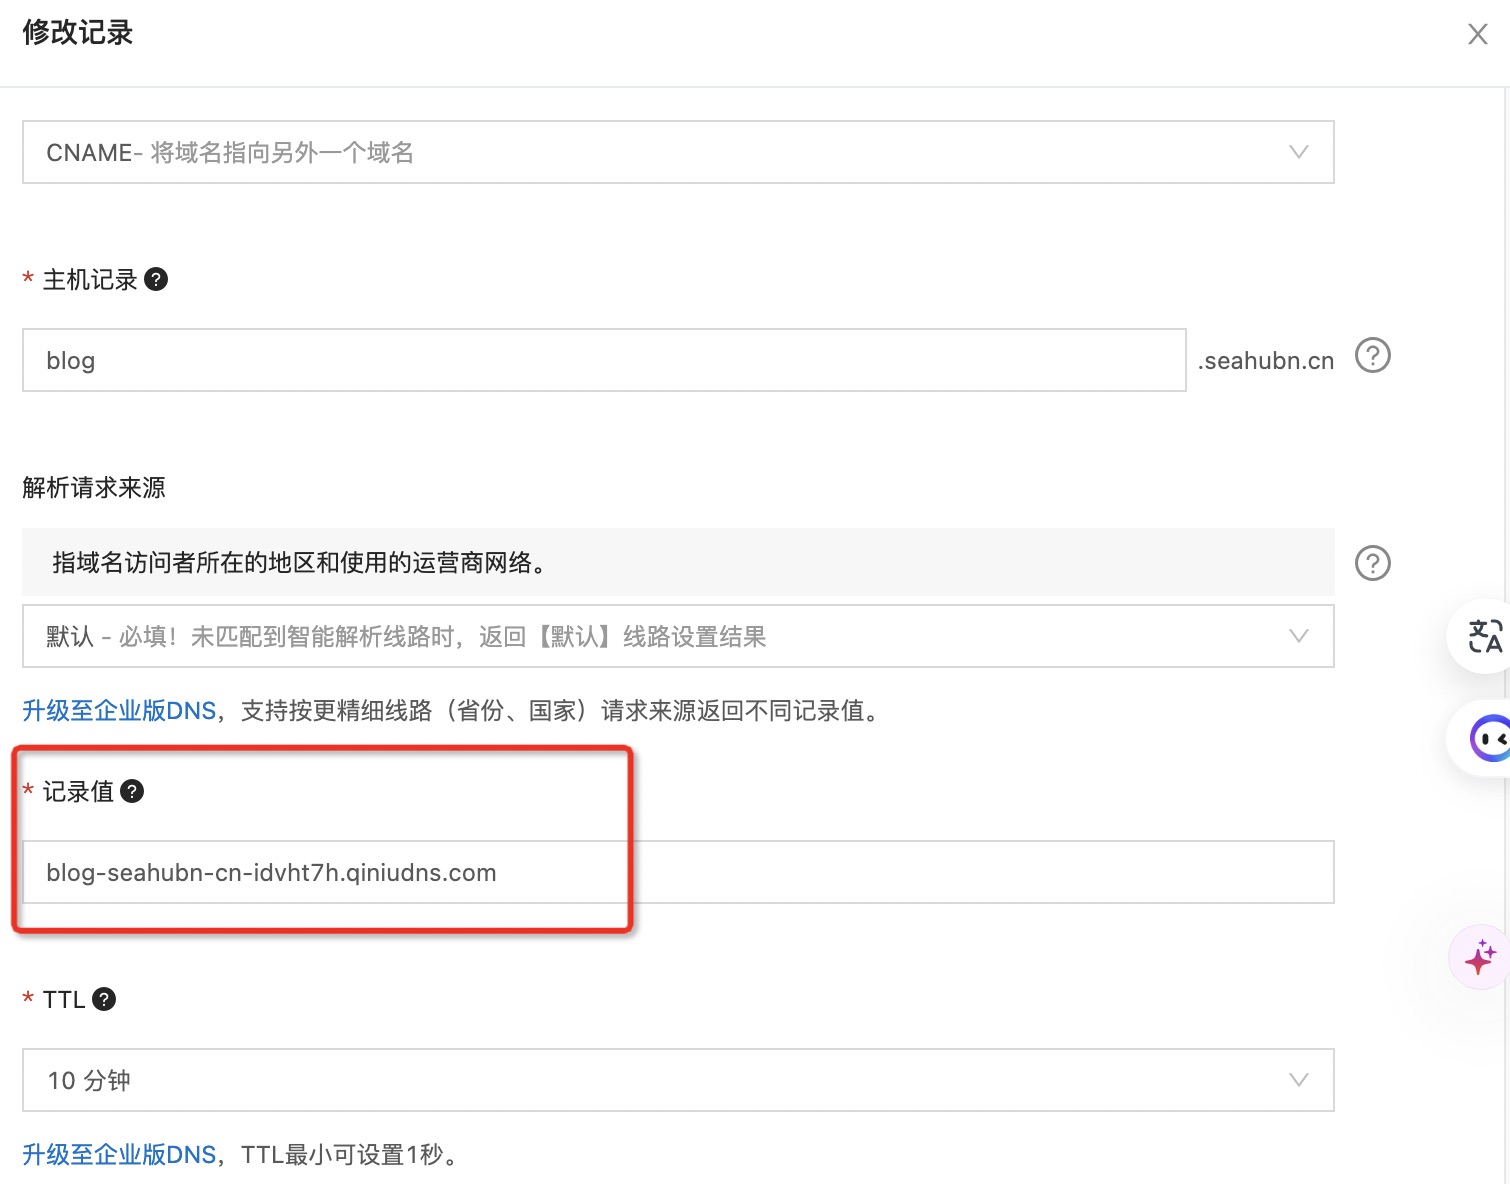 修改记录
CNAME- 将域名指向另外一个域名
* 主机记录 ?
blog
.seahubn.cn ?
解析请求来源
指域名访问者所在的地区和使用的运营商网络。 ?
默认 - 必填！未匹配到智能解析线路时，返回【默认】线路设置结果
文A
升级至企业版DNS，支持按更精细线路（省份、国家）请求来源返回不同记录值。
* 记录值 ?
blog-seahubn-cn-idvht7h.qiniudns.com
* TTL ?
10 分钟
升级至企业版DNS，TTL最小可设置1秒。